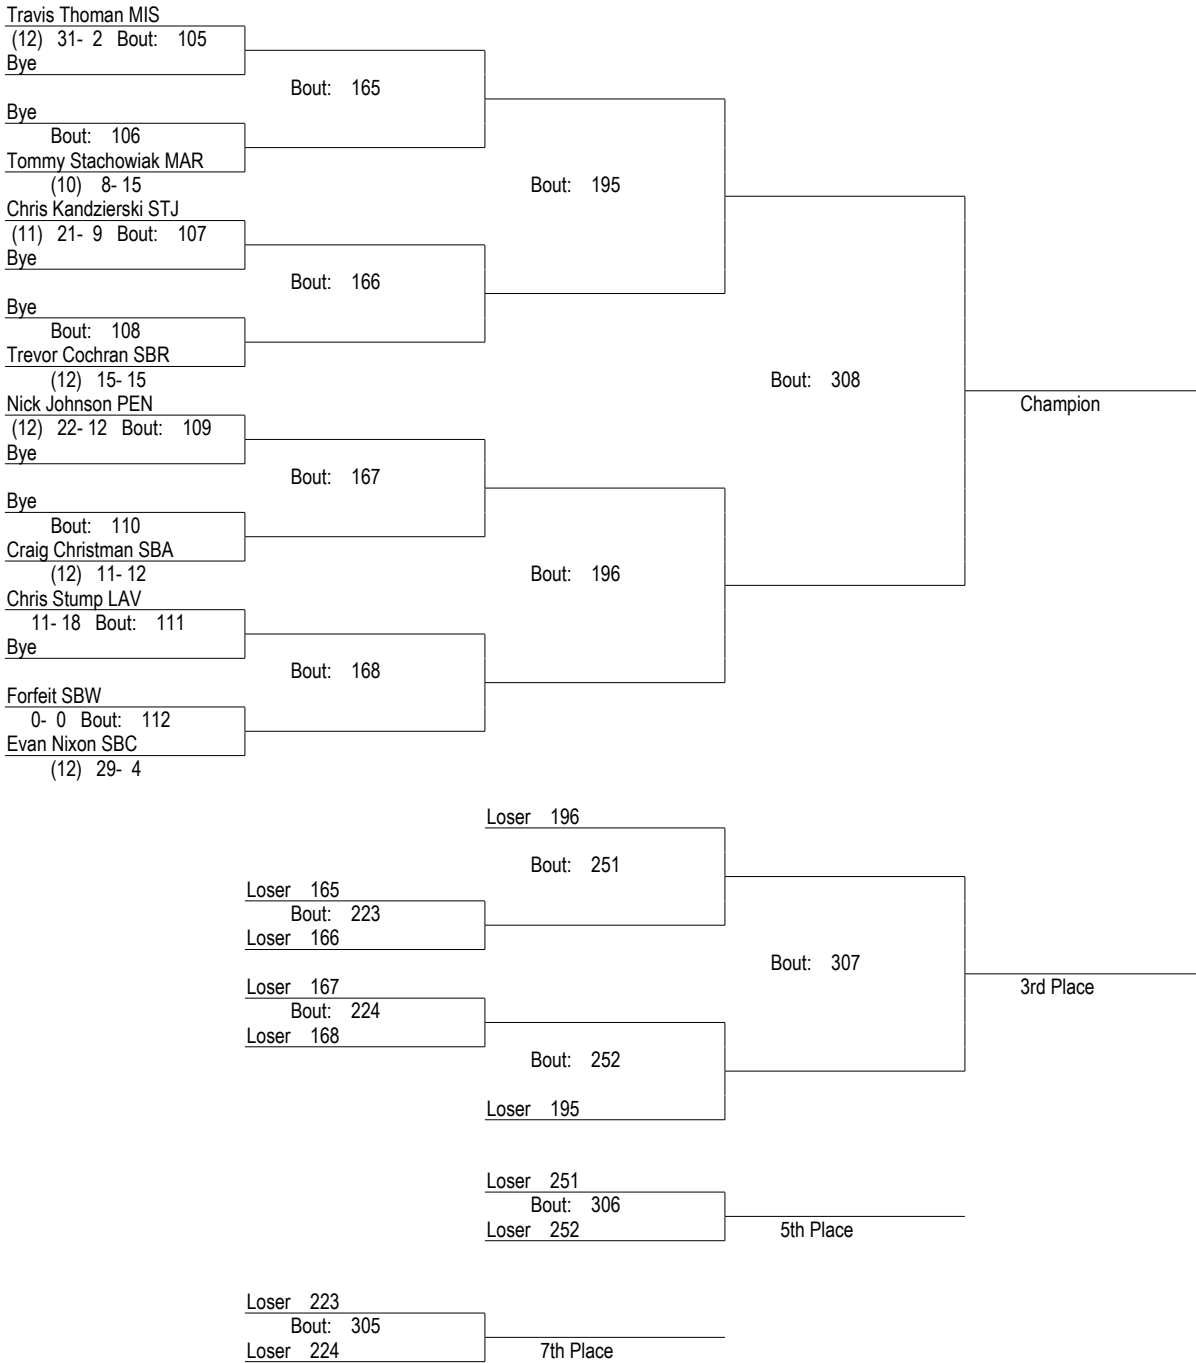 Travis Thoman MIS
(12) 31- 2 Bout: 105
Bye
Bout: 165
Bye
Bout: 106
Tommy Stachowiak MAR
(10) 8- 15
Bout: 195
Chris Kandzierski STJ
(11) 21- 9 Bout: 107
Bye
Bout: 166
Bye
Bout: 108
Trevor Cochran SBR
(12) 15- 15
Bout: 308
Nick Johnson PEN
Champion
(12) 22- 12 Bout: 109
Bye
Bout: 167
Bye
Bout: 110
Craig Christman SBA
(12) 11- 12
Bout: 196
Chris Stump LAV
11- 18 Bout: 111
Bye
Bout: 168
Forfeit SBW
0- 0 Bout: 112
Evan Nixon SBC
(12) 29- 4
Loser 196
Bout: 251
Loser 165
Bout: 223
Loser 166
Bout: 307
Loser 167
3rd Place
Bout: 224
Loser 168
Bout: 252
Loser 195
Loser 251
Bout: 306
Loser 252
5th Place
Loser 223
Bout: 305
Loser 224
7th Place